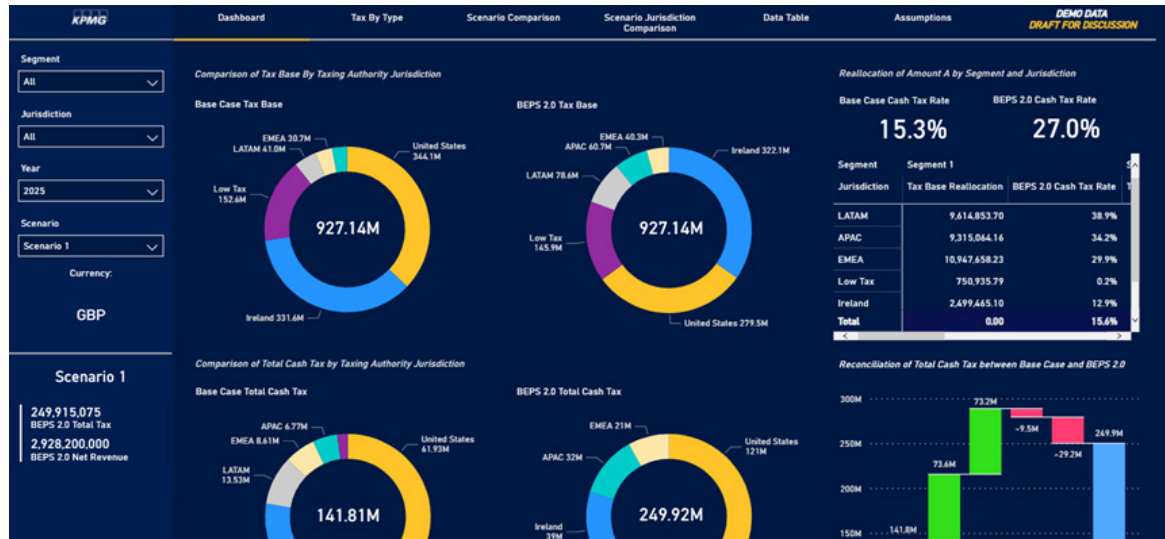 KPMG
Dashboard
Tax By Type
Scenario Comparison
Scenario Jurisdiction
Comparison
Data Table
Assumptions
DEMO DATA
DRAFT FOR DISCUSSION
Segment
All
Jurisdiction
All
Year
2025
Scenario
Scenario 1
Currency:
GBP
Scenario 1
249,915,075
BEPS 2.0 Total Tax
2,928,200,000
BEPS 2.0 Net Revenue
Comparison of Tax Base By Taxing Authority Jurisdiction
Base Case Tax Base
EMEA 30.7M
LATAM 41.0M
United States
344.1M
Low Tax
152.6M
927.14M
Ireland 331.6M
BEPS 2.0 Tax Base
EMEA 40.3M
APAC 60.7M
Ireland 322.1M
LATAM 78.6M
927.14M
Low Tax
145.9M
United States 279.5M
Reallocation of Amount A by Segment and Jurisdiction
Base Case Cash Tax Rate
BEPS 2.0 Cash Tax Rate
15.3%
27.0%
Segment Segment 1
Jurisdiction Tax Base Reallocation BEPS 2.0 Cash Tax Rate
LATAM 9,614,853.70 38.9%
APAC 9,315,064.16 34.2%
EMEA 10,947,658.23 29.9%
Low Tax 750,935.79 0.2%
Ireland 2,499,465.10 12.9%
Total 0.00 15.6%
Comparison of Total Cash Tax by Taxing Authority Jurisdiction
Base Case Total Cash Tax
APAC 6.77M
EMEA 8.61M
United States
61.93M
LATAM
13.53M
141.81M
BEPS 2.0 Total Cash Tax
EMEA 21M
United States
121M
APAC 32M
249.92M
Ireland
39M
Reconciliation of Total Cash Tax between Base Case and BEPS 2.0
300M
73.2M
-9.5M
249.9M
250M
-29.2M
73.6M
200M
150M
141.8M